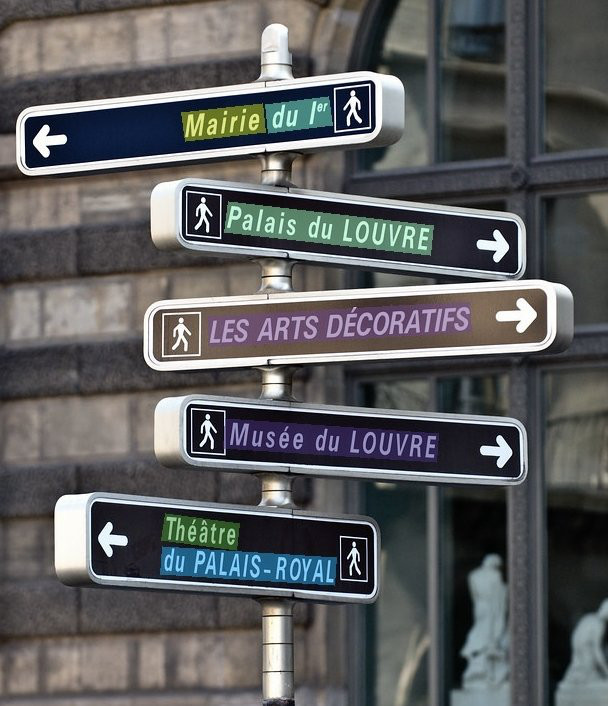 Mairie du Ier
Palais du LOUVRE
LES ARTS DÉCORATIFS
Musée du LOUVRE
Théâtre
du PALAIS-ROYAL